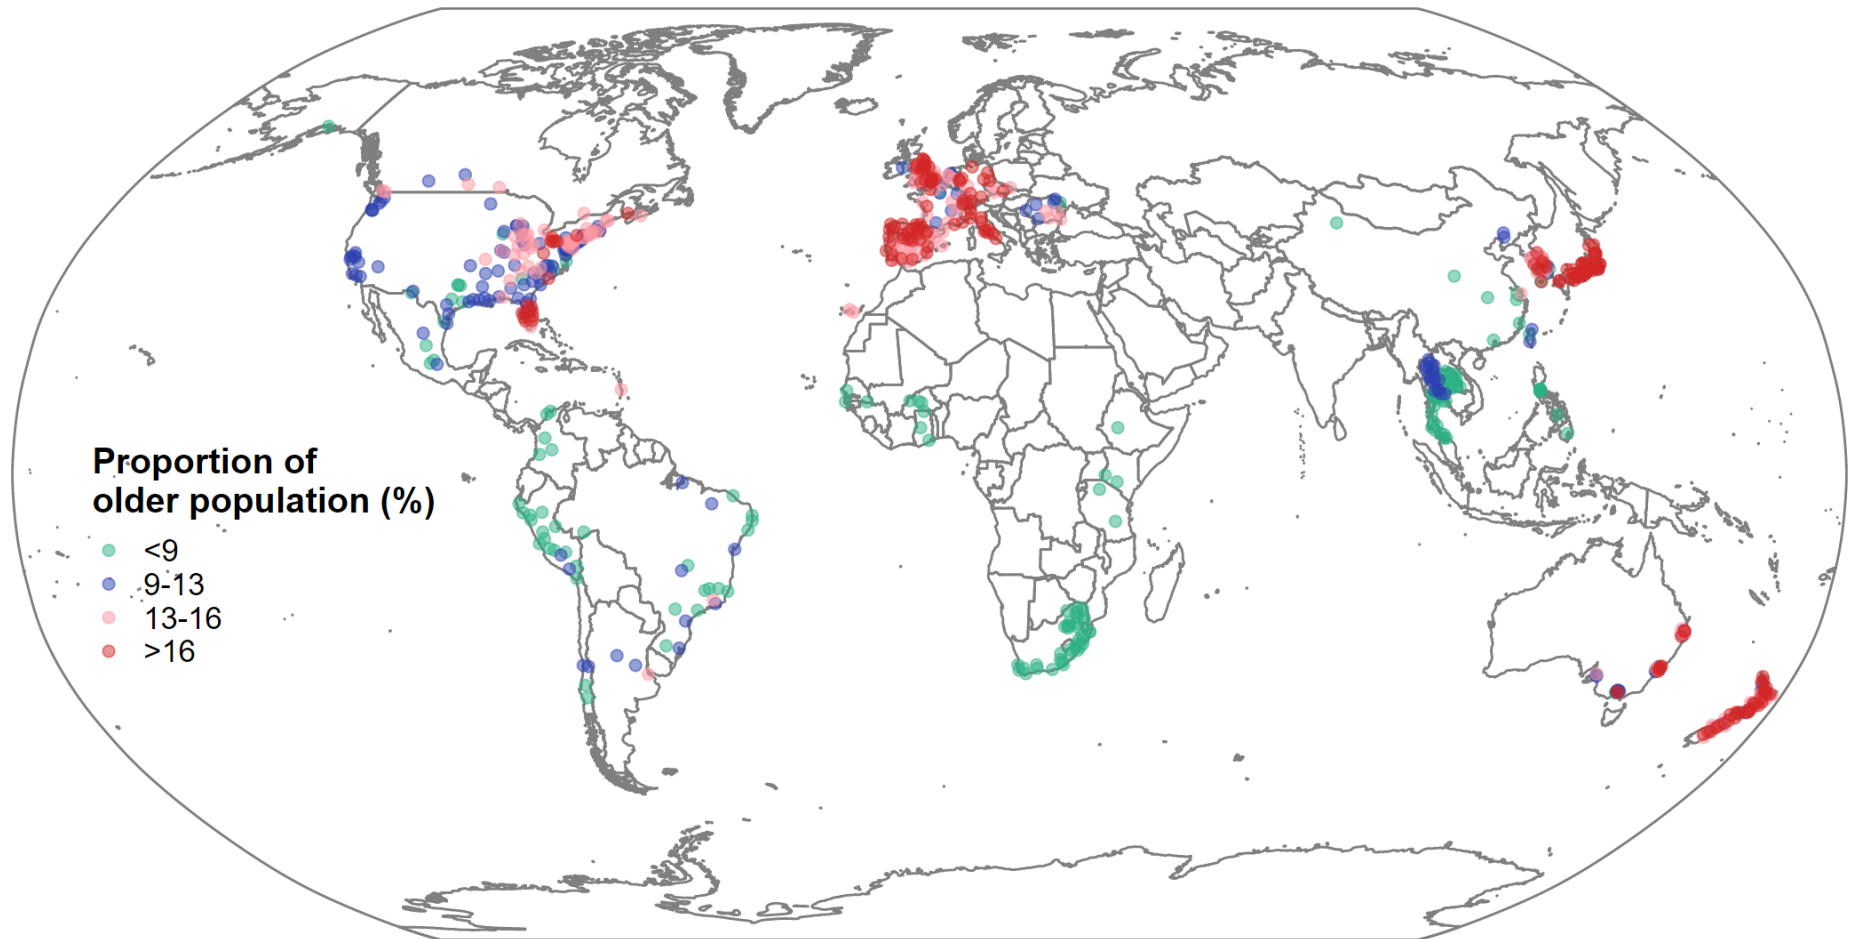 Proportion of
older population (%)
<9
9-13
13-16
>16